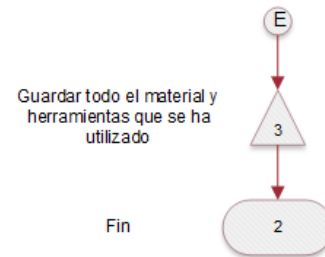 E
Guardar todo el material y
herramientas que se ha
utilizado
3
Fin
2